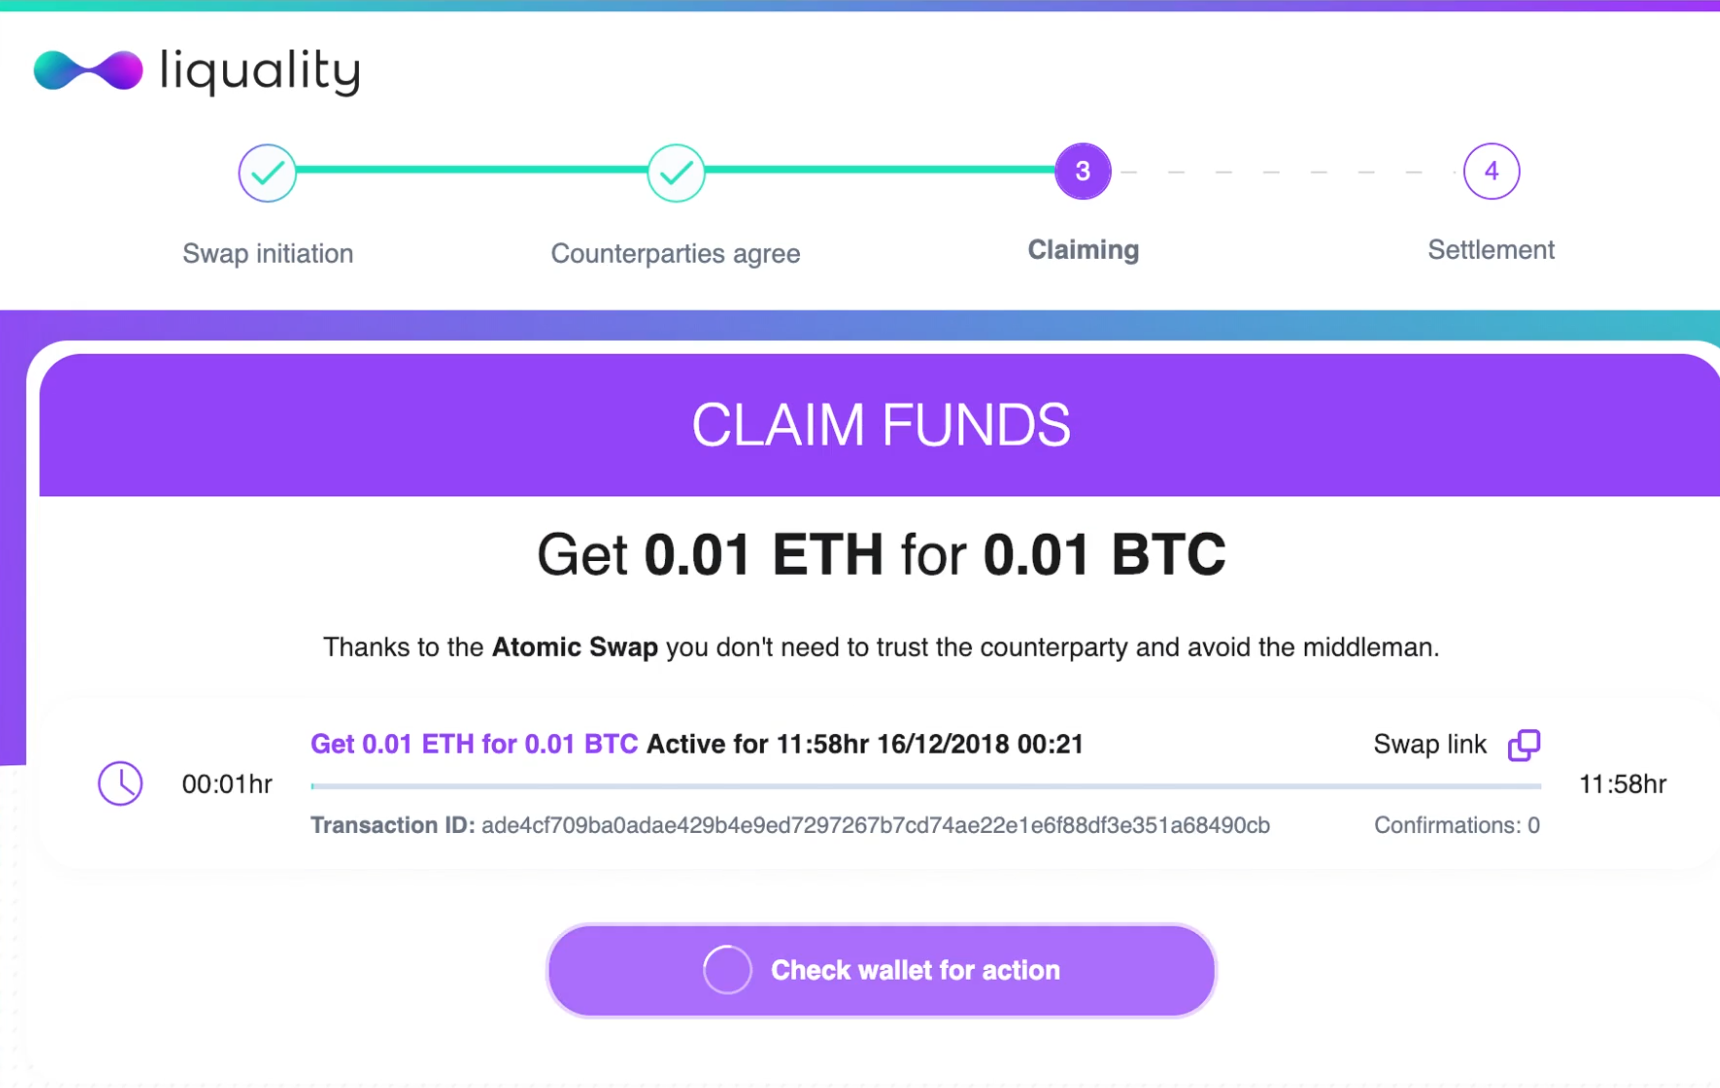 liquality
3
4
Swap initiation
Counterparties agree
Claiming
Settlement
CLAIM FUNDS
Get 0.01 ETH for 0.01 BTC
Thanks to the Atomic Swap you don't need to trust the counterparty and avoid the middleman.
Get 0.01 ETH for 0.01 BTC Active for 11:58hr 16/12/2018 00:21
Swap link
00:01hr
11:58hr
Transaction ID: ade4cf709ba0adae429b4e9ed7297267b7cd74ae22e1e6f88df3e351a68490cb
Confirmations: 0
Check wallet for action